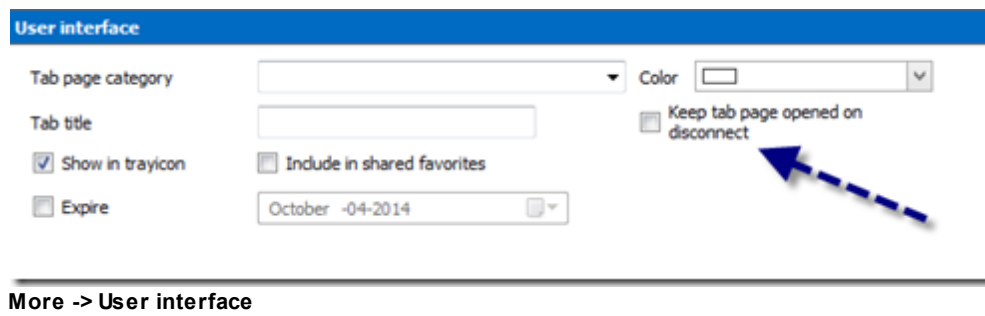 User interface
Tab page category
Color
Tab title
Keep tab page opened on
disconnect
Show in trayicon
Include in shared favorites
Expire
October -04-2014
More -> User interface